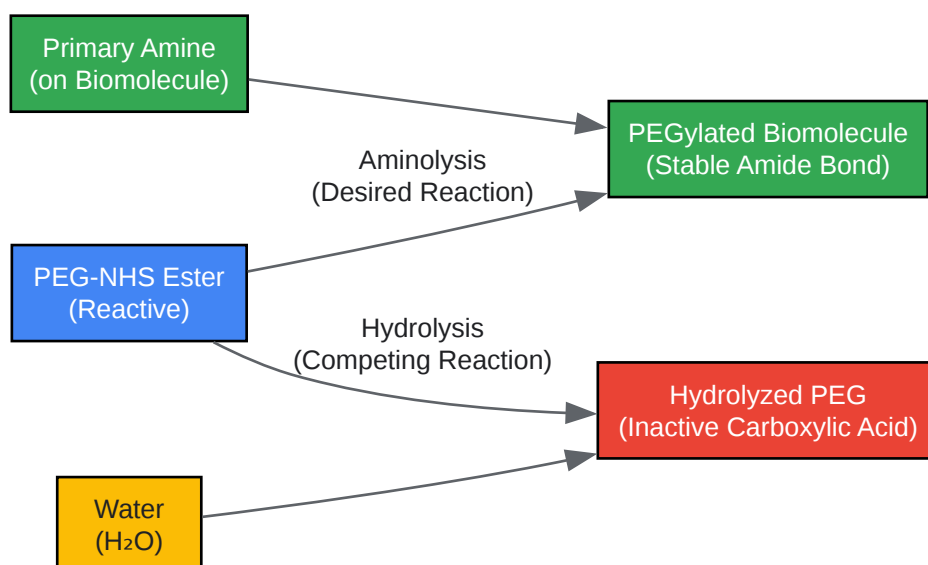 Primary Amine
(on Biomolecule)
PEGylated Biomolecule
(Stable Amide Bond)
Aminolysis
(Desired Reaction)
PEG-NHS Ester
(Reactive)
Hydrolysis
(Competing Reaction)
Hydrolyzed PEG
(Inactive Carboxylic Acid)
Water
(H₂O)